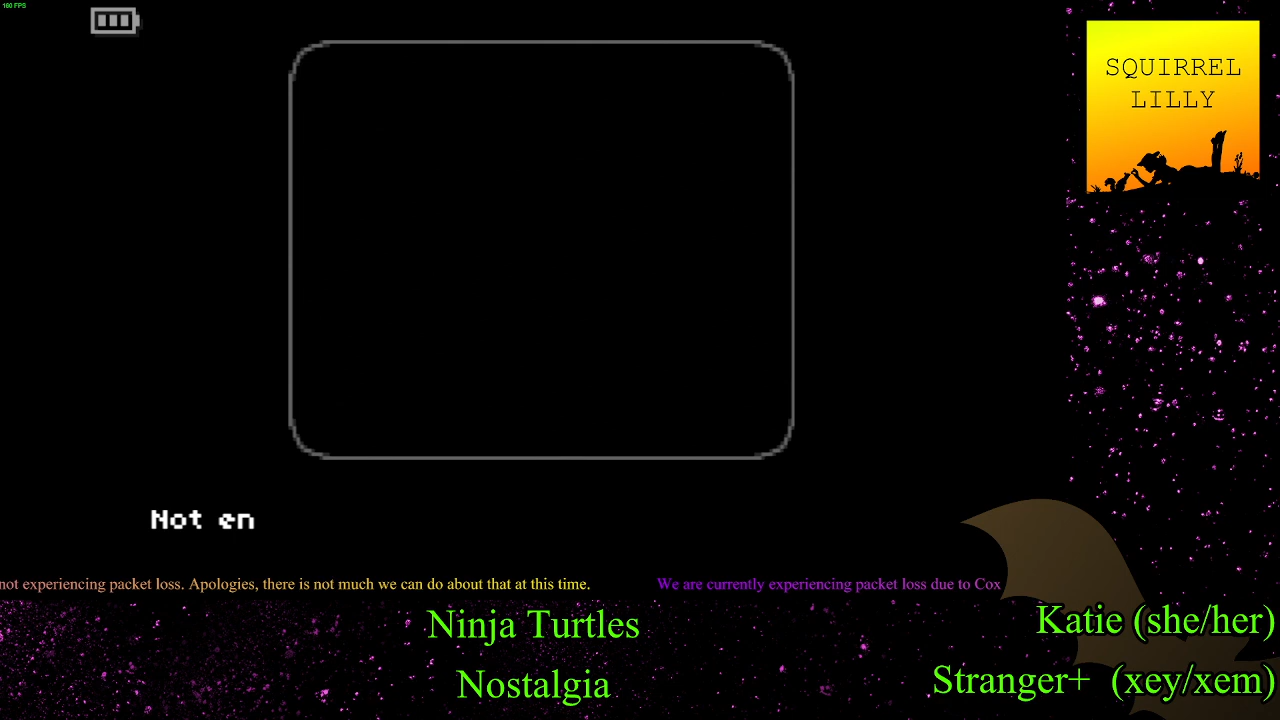 160 FPS
SQUIRREL
LILLY
Not en
not experiencing packet loss. Apologies, there is not much we can do about that at this time. We are currently experiencing packet loss due to Cox
Ninja Turtles
Nostalgia
Katie (she/her)
Stranger+ (xey/xem)